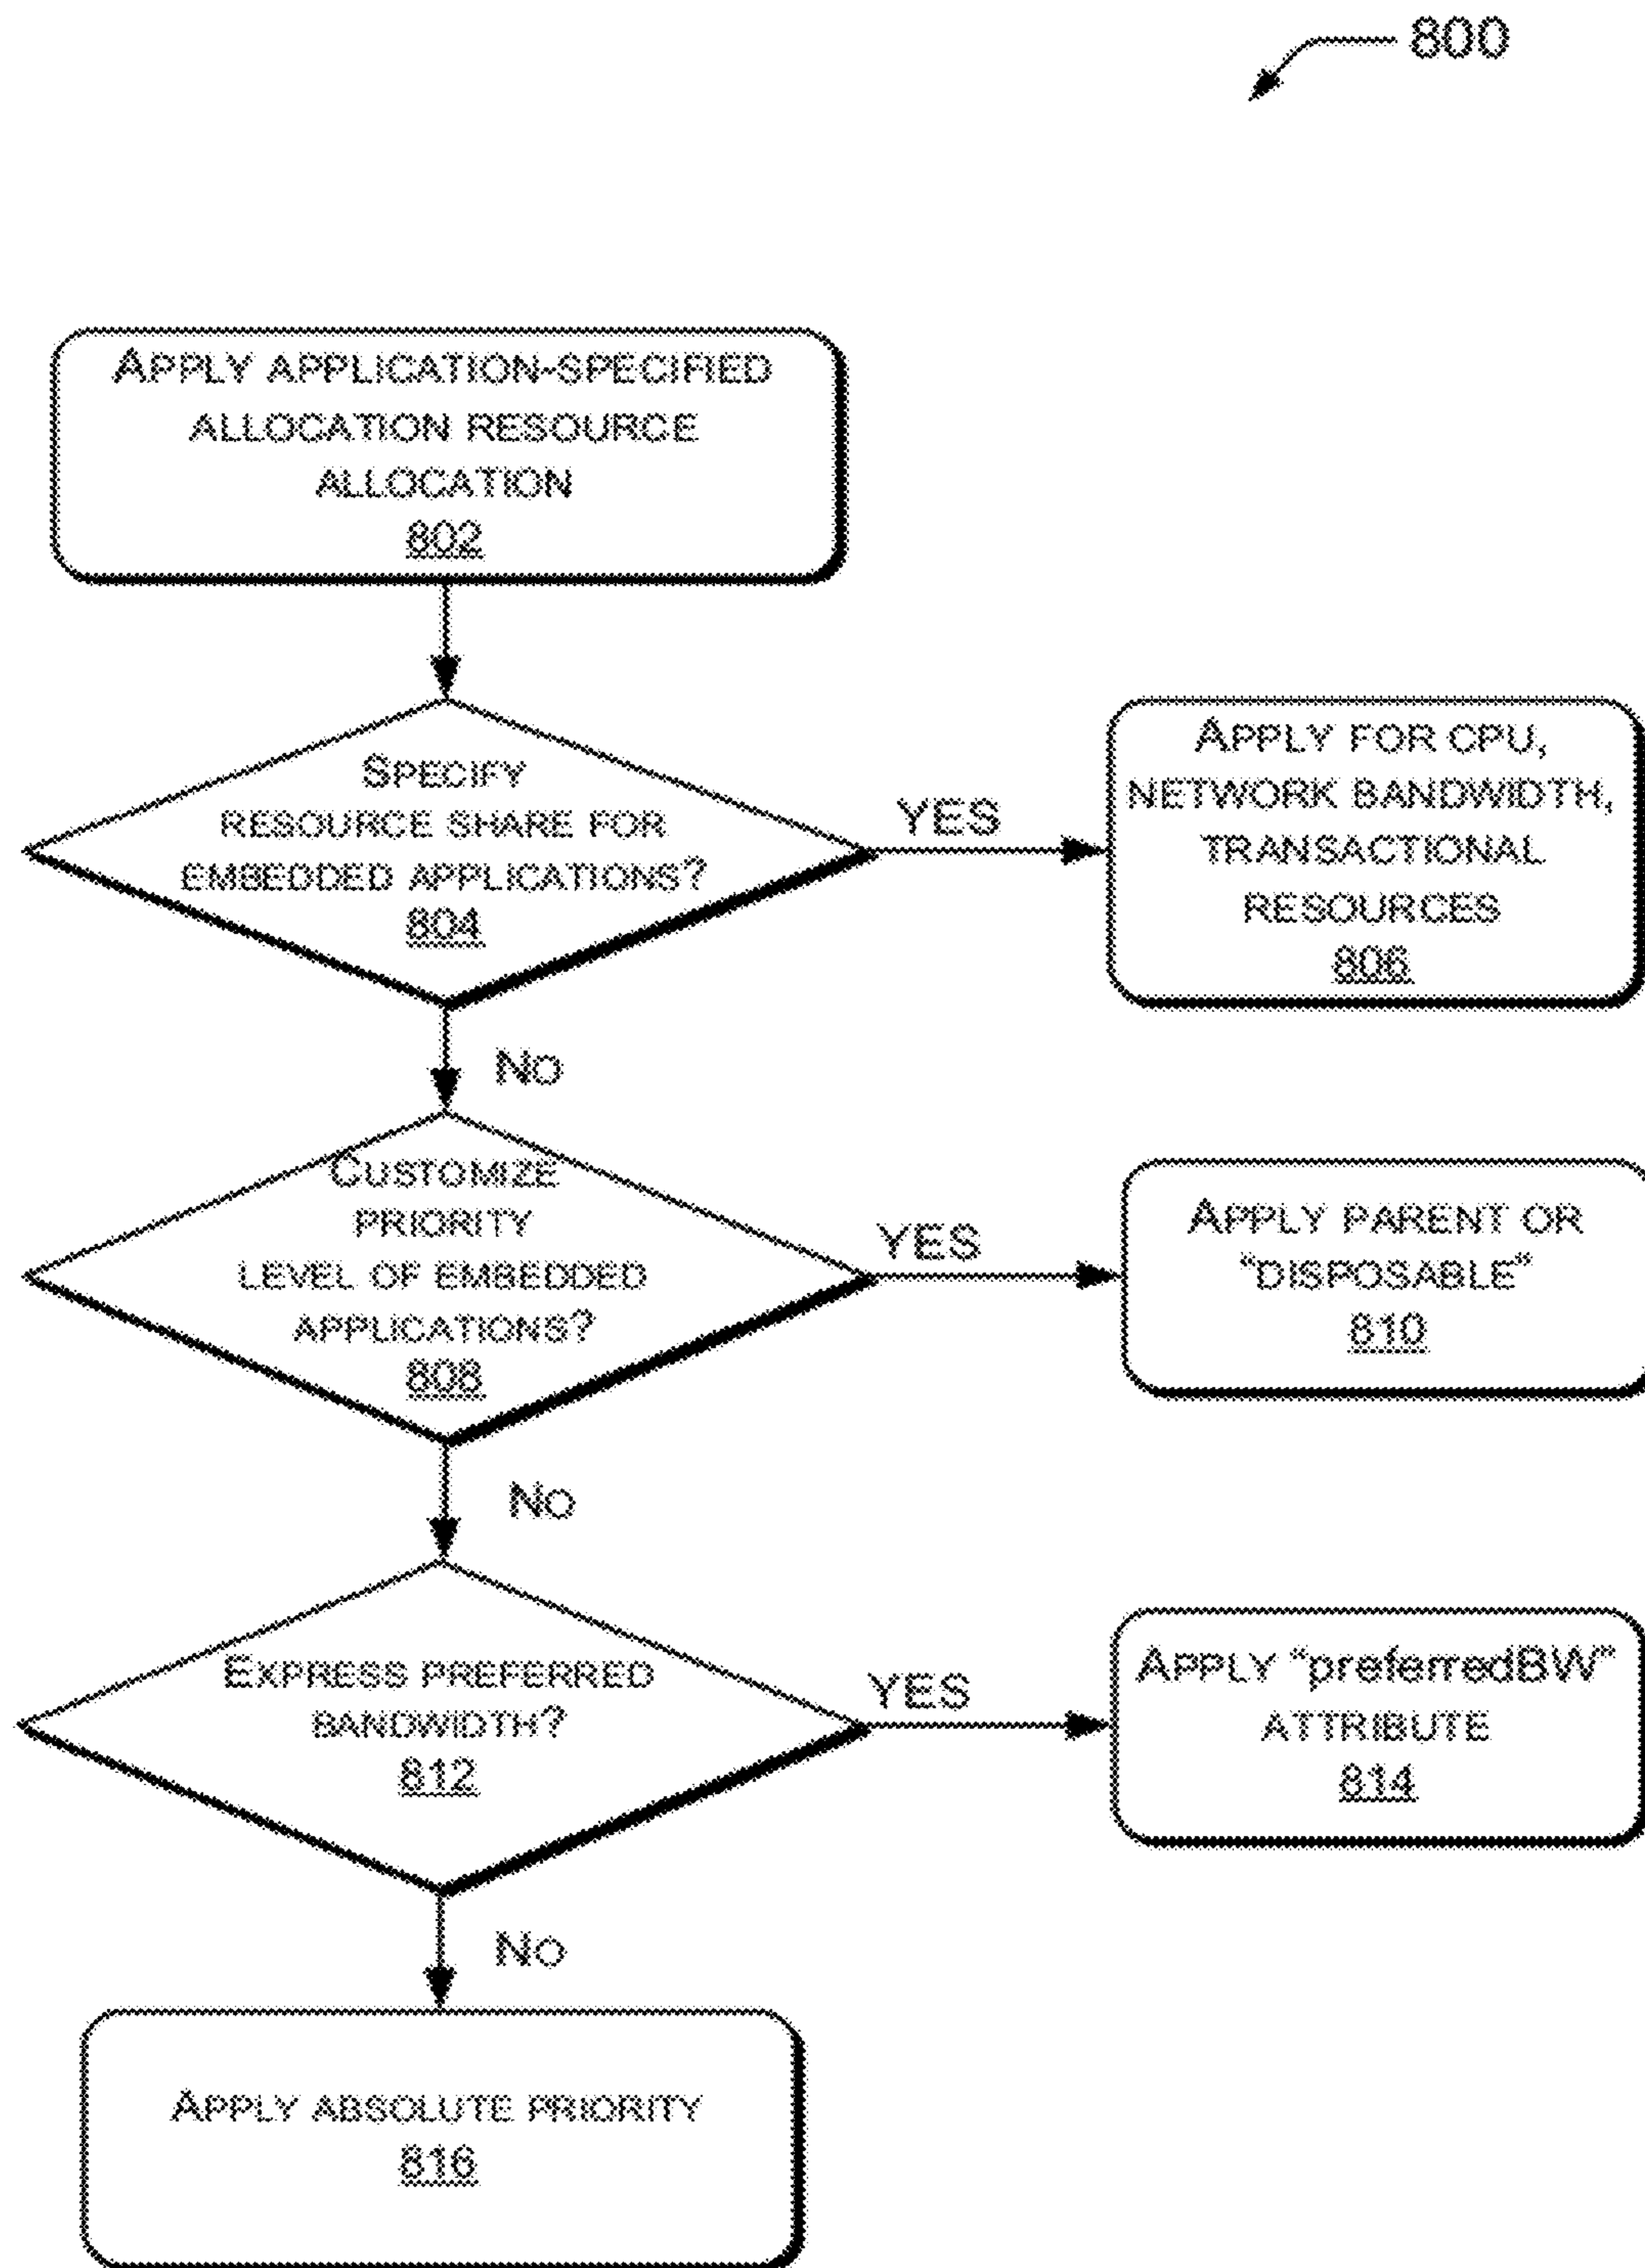 800
APPLY APPLICATION-SPECIFIED
ALLOCATION RESOURCE
ALLOCATION
802
SPECIFY
RESOURCE SHARE FOR
EMBEDDED APPLICATIONS?
804
YES
APPLY FOR CPU,
NETWORK BANDWIDTH,
TRANSACTIONAL
RESOURCES
806
NO
CUSTOMIZE
PRIORITY
LEVEL OF EMBEDDED
APPLICATIONS?
808
YES
APPLY PARENT OR
“DISPOSABLE“
810
NO
EXPRESS PREFERRED
BANDWIDTH?
812
YES
APPLY “preferredBW”
ATTRIBUTE
814
NO
APPLY ABSOLUTE PRIORITY
816